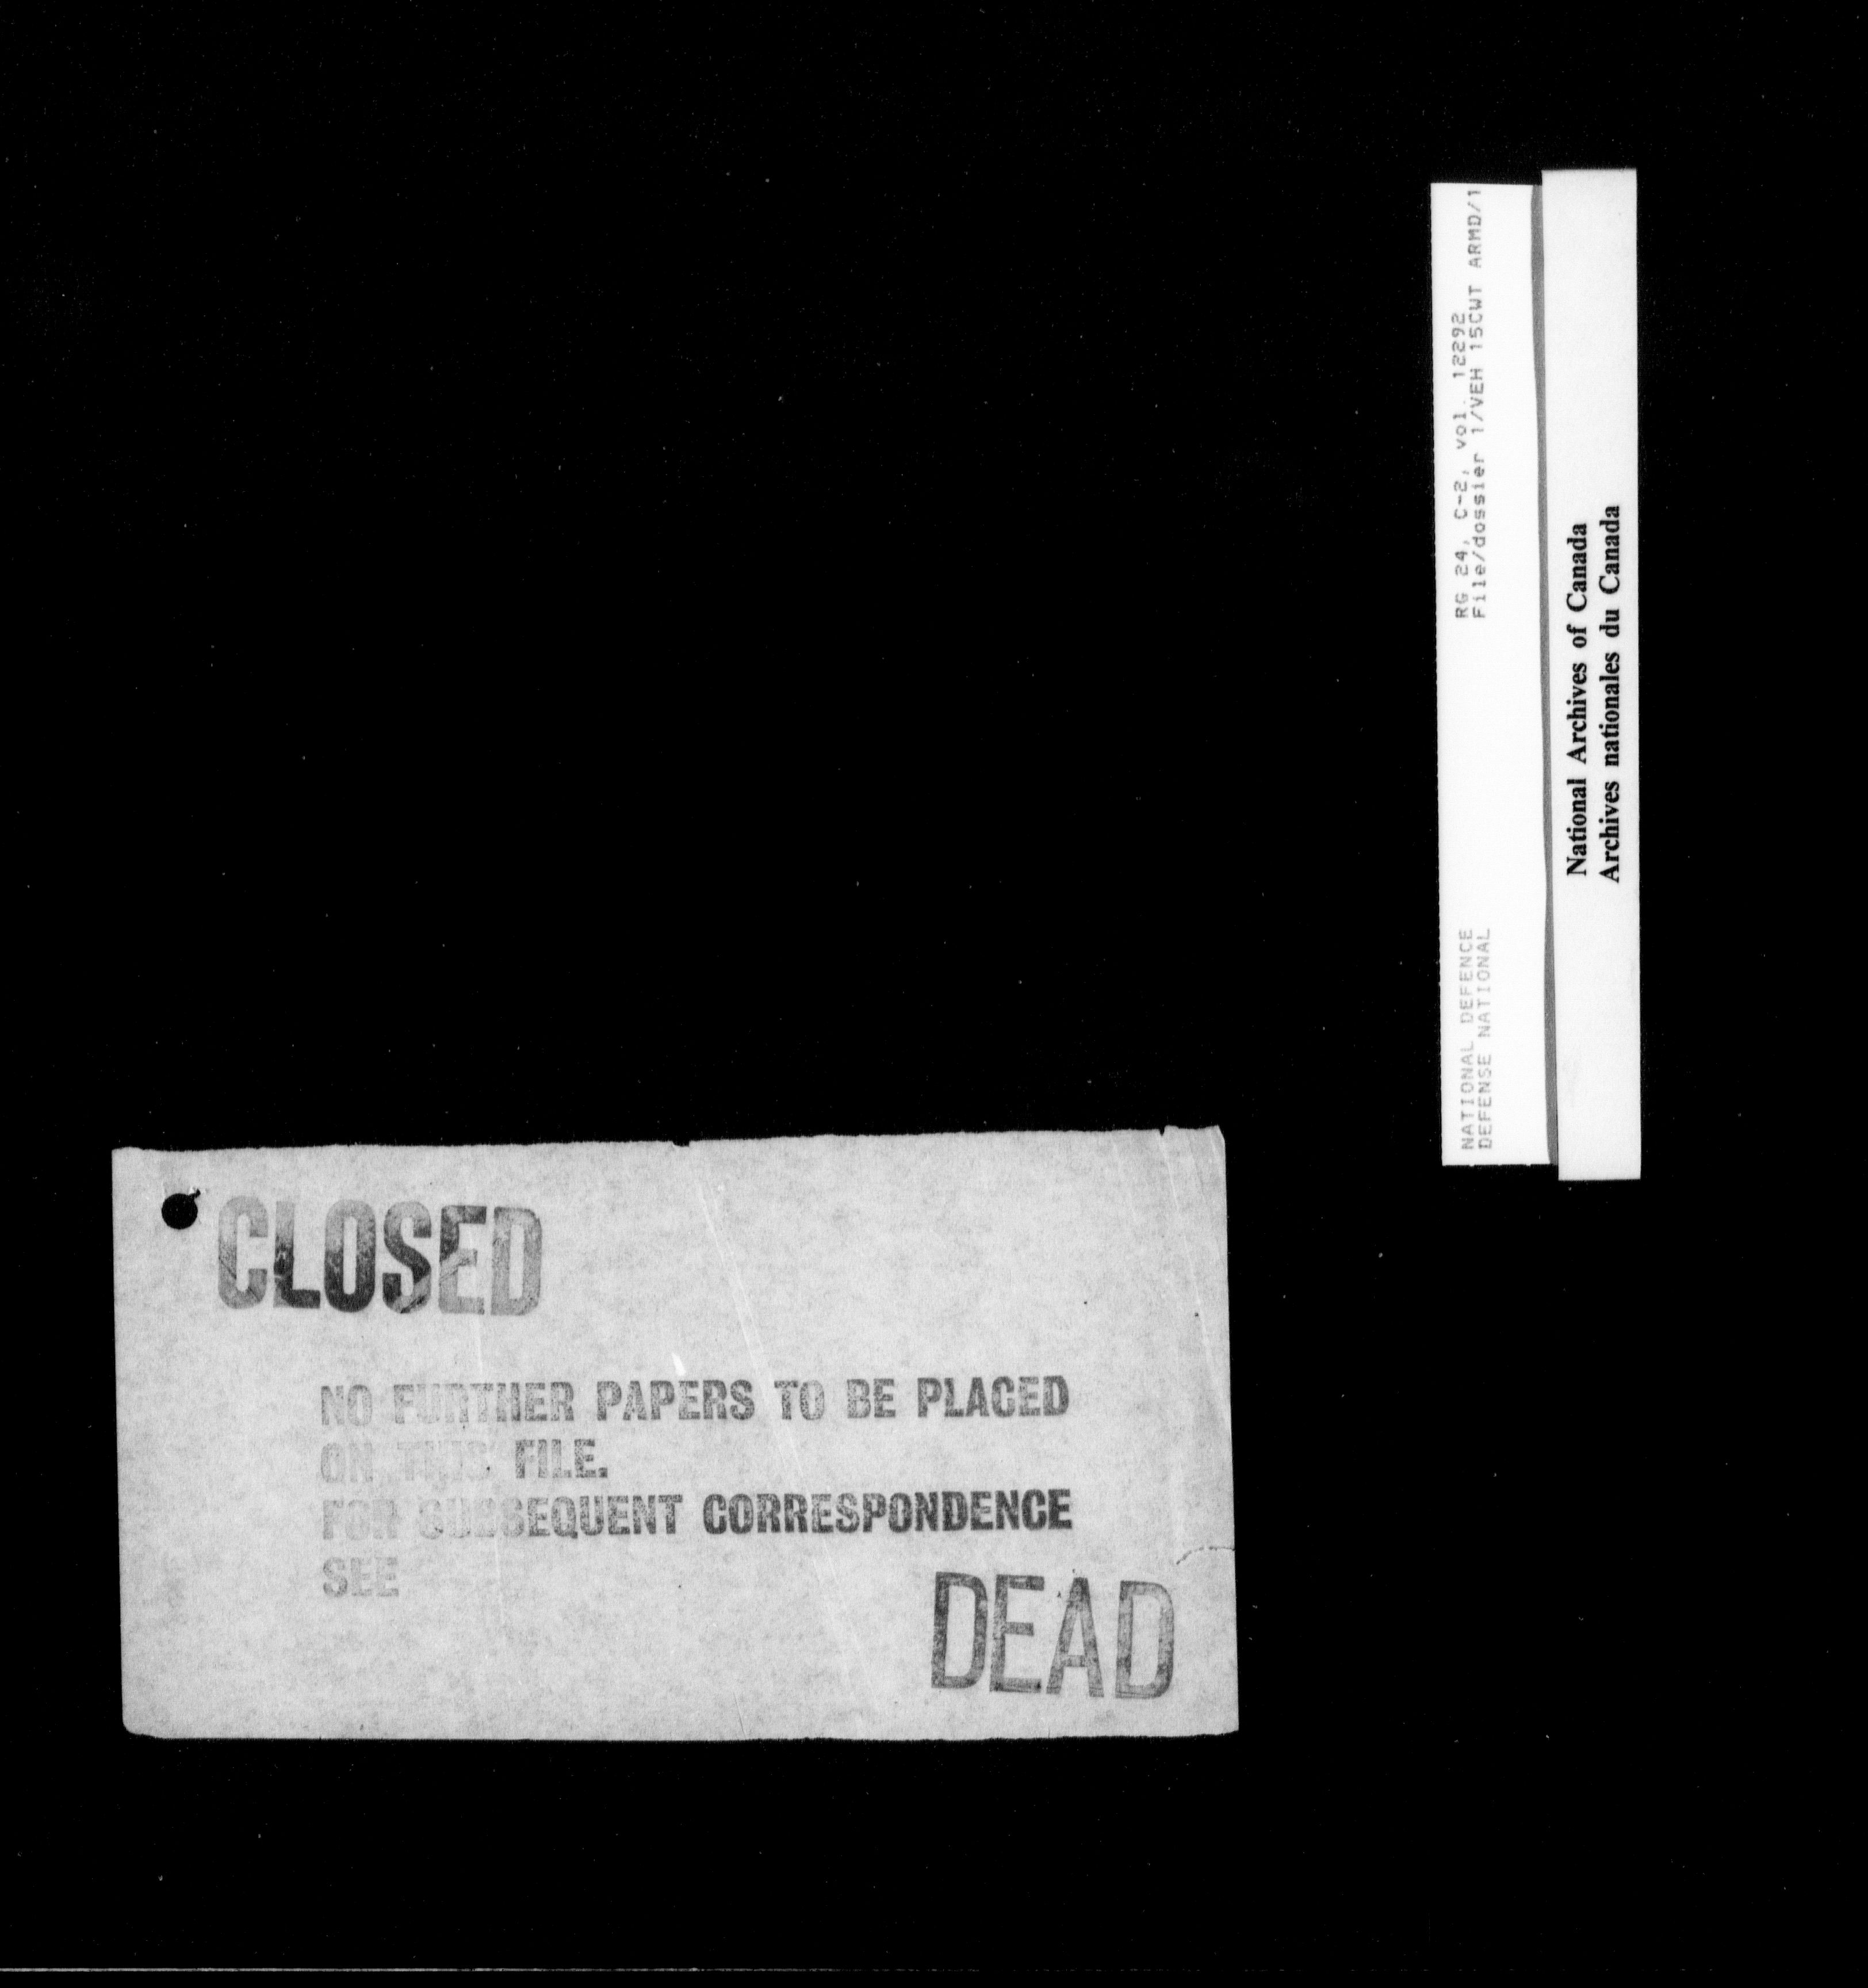 NATIONAL DEFENCE
DEFENSE NATIONAL
RG 24, C-2, vol. 12292
File/dossier 1/VEH 15CWT ARMD/1
National Archives of Canada
Archives nationales du Canada
CLOSED
NO FURTHER PAPERS TO BE PLACED
ON THIS FILE.
FOR SUBSEQUENT CORRESPONDENCE
SEE
DEAD